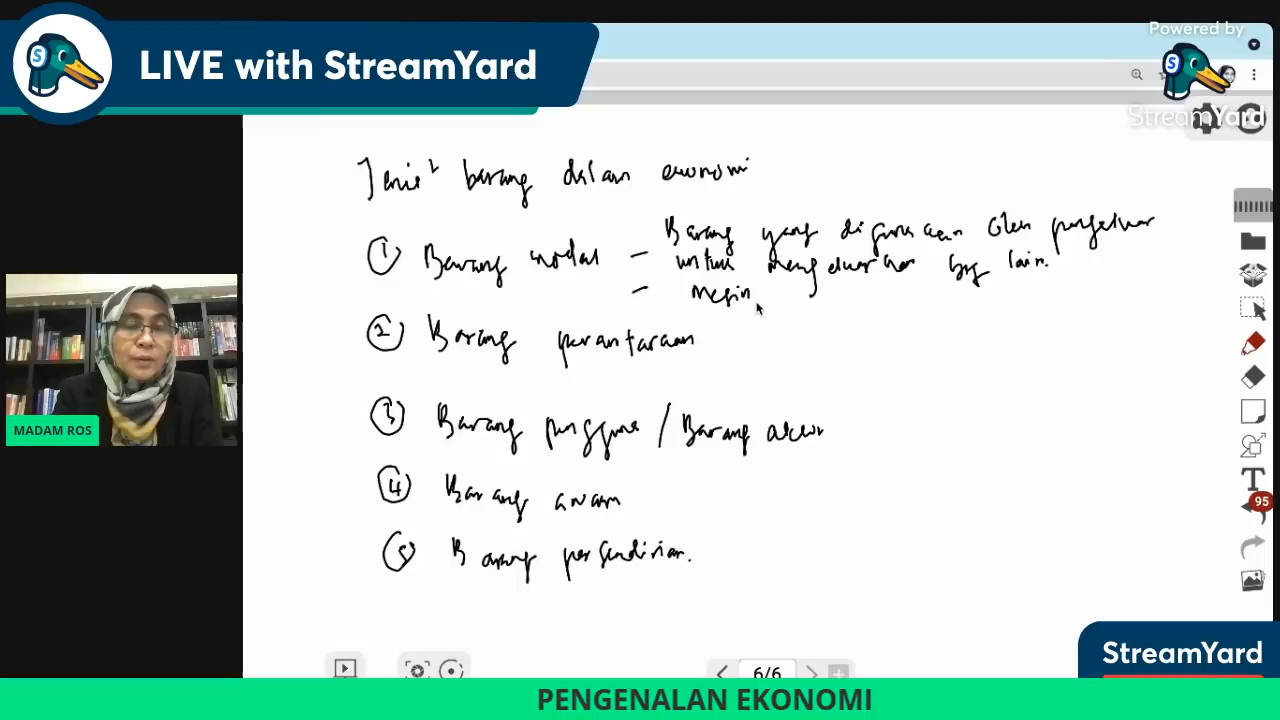 Powered by
LIVE with StreamYard
StreamYard
Jenis² barang dalam ekonomi
① Barang modal - Barang yang digunakan oleh pengeluar
untuk mengeluarkan brg lain.
- Mesin
② Barang perantaraan
③ Barang pengguna / Barang akhir
④ Barang awam
⑤ Barang persendirian.
MADAM ROS
T
95
6/6
StreamYard
PENGENALAN EKONOMI